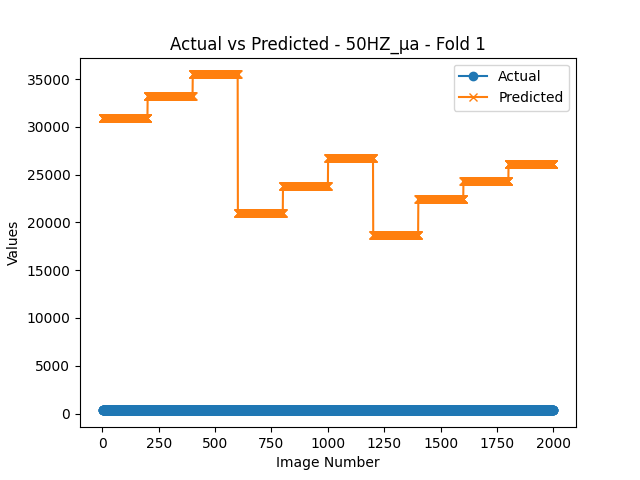 Actual vs Predicted - 50HZ_μa - Fold 1
Actual
Predicted
Values
35000
30000
25000
20000
15000
10000
5000
0
0 250 500 750 1000 1250 1500 1750 2000
Image Number